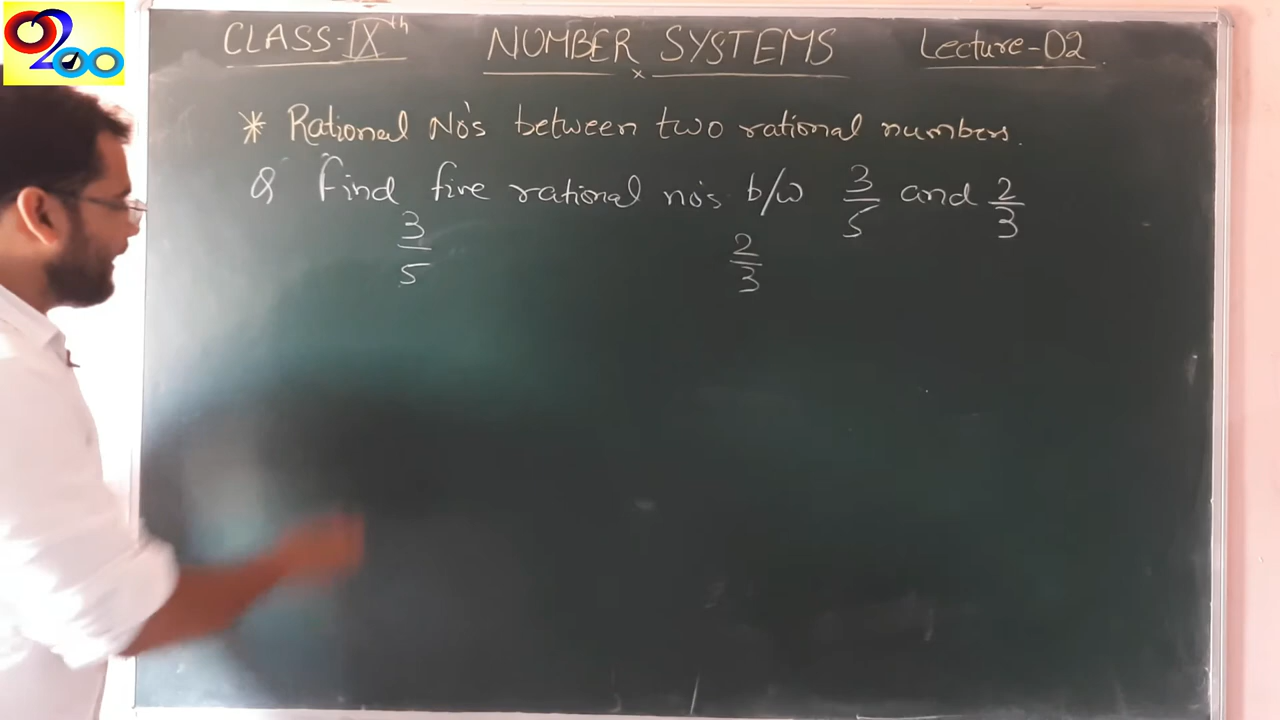 0200
CLASS-IXth NUMBER SYSTEMS Lecture-02
* Rational No's between two rational numbers.
Q Find five rational no's b/w 3/5 and 2/3
3/5 2/3